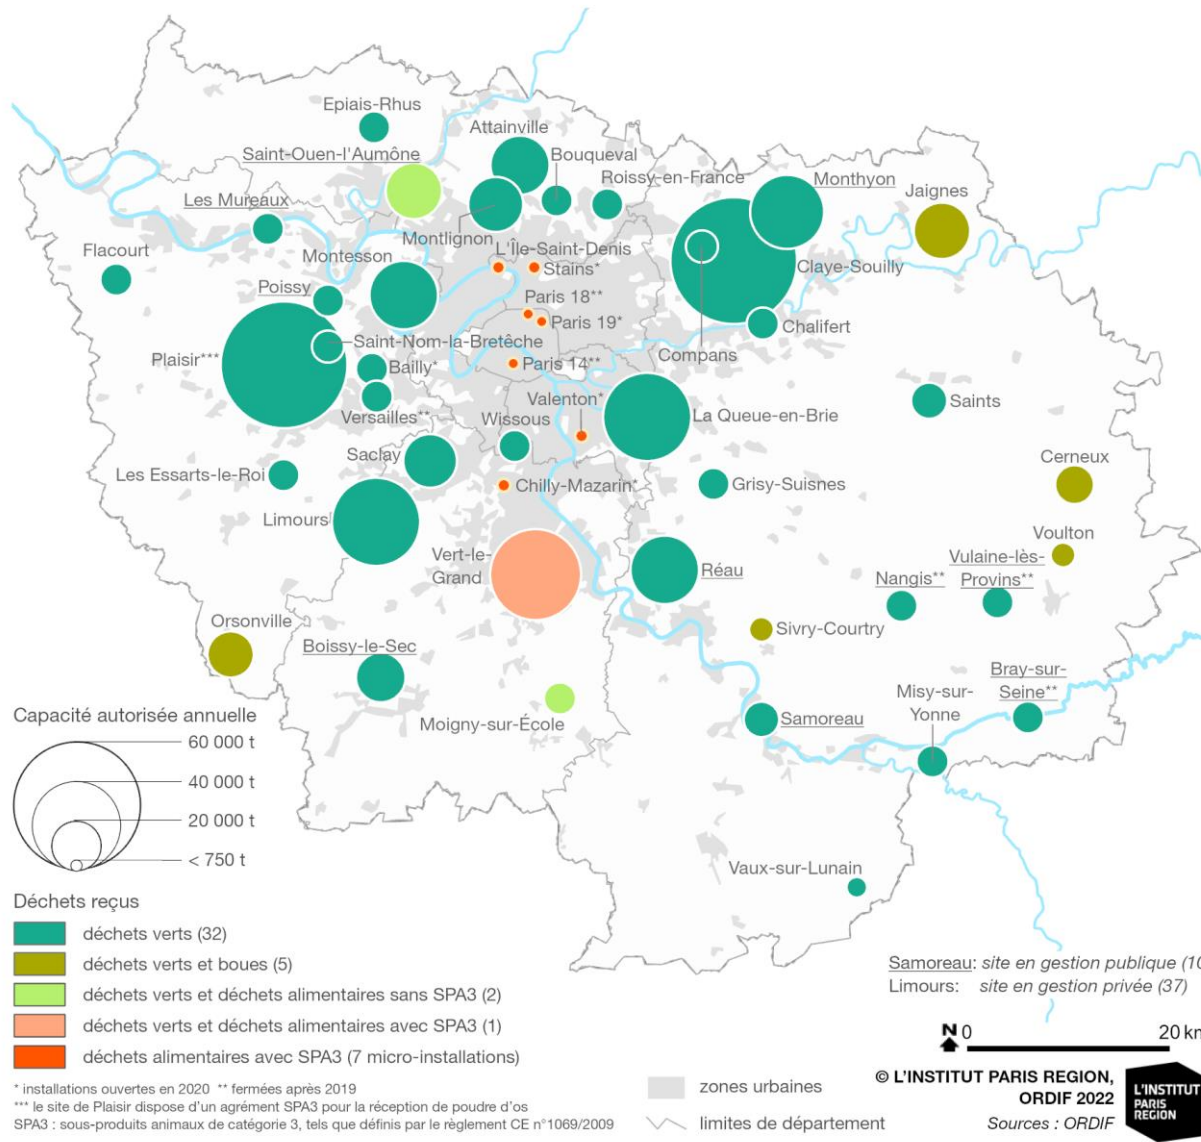 Epiais-Rhus
Attainville
Saint-Ouen-l'Aumône
Bouqueval
Roissy-en-France
Monthyon
Jaignes
Les Mureaux
Montlignon
L'Île-Saint-Denis
Flacourt
Montesson
Stains*
Claye-Souilly
Poissy
Paris 18**
Paris 19*
Chalifert
Saint-Nom-la-Bretêche
Compans
Plaisir***
Bailly*
Paris 14**
Versailles**
Valenton*
Saints
Wissous
La Queue-en-Brie
Saclay
Cerneux
Les Essarts-le-Roi
Chilly-Mazarin*
Grisy-Suisnes
Limours
Voulton
Vert-le-
Grand
Réau
Vulaine-lès-
Provins**
Nangis**
Orsonville
Sivry-Courtry
Boissy-le-Sec
Bray-sur-
Seine**
Misy-sur-
Yonne
Moigny-sur-École
Samoreau
Vaux-sur-Lunain
Capacité autorisée annuelle
60 000 t
40 000 t
20 000 t
< 750 t
Déchets reçus
déchets verts (32)
déchets verts et boues (5)
déchets verts et déchets alimentaires sans SPA3 (2)
déchets verts et déchets alimentaires avec SPA3 (1)
déchets alimentaires avec SPA3 (7 micro-installations)
* installations ouvertes en 2020 ** fermées après 2019
*** le site de Plaisir dispose d'un agrément SPA3 pour la réception de poudre d'os
SPA3 : sous-produits animaux de catégorie 3, tels que définis par le règlement CE n°1069/2009
zones urbaines
limites de département
Samoreau: site en gestion publique (10
Limours: site en gestion privée (37)
N 0 20 km
© L'INSTITUT PARIS REGION,
ORDIF 2022
Sources : ORDIF
L'INSTITUT
PARIS
REGION